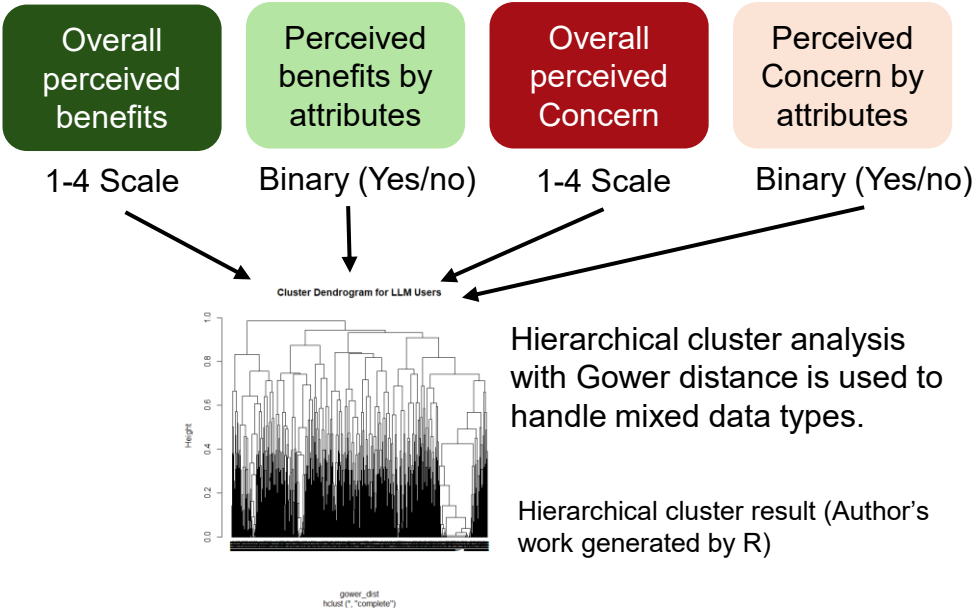 Overall
perceived
benefits
Perceived
benefits by
attributes
Overall
perceived
Concern
Perceived
Concern by
attributes
1-4 Scale
Binary (Yes/no)
1-4 Scale
Binary (Yes/no)
Cluster Dendrogram for LLM Users
Height
1.0
0.8
0.6
0.4
0.2
0.0
Hierarchical cluster analysis
with Gower distance is used to
handle mixed data types.
Hierarchical cluster result (Author’s
work generated by R)
gower_dist
hclust (*, "complete")